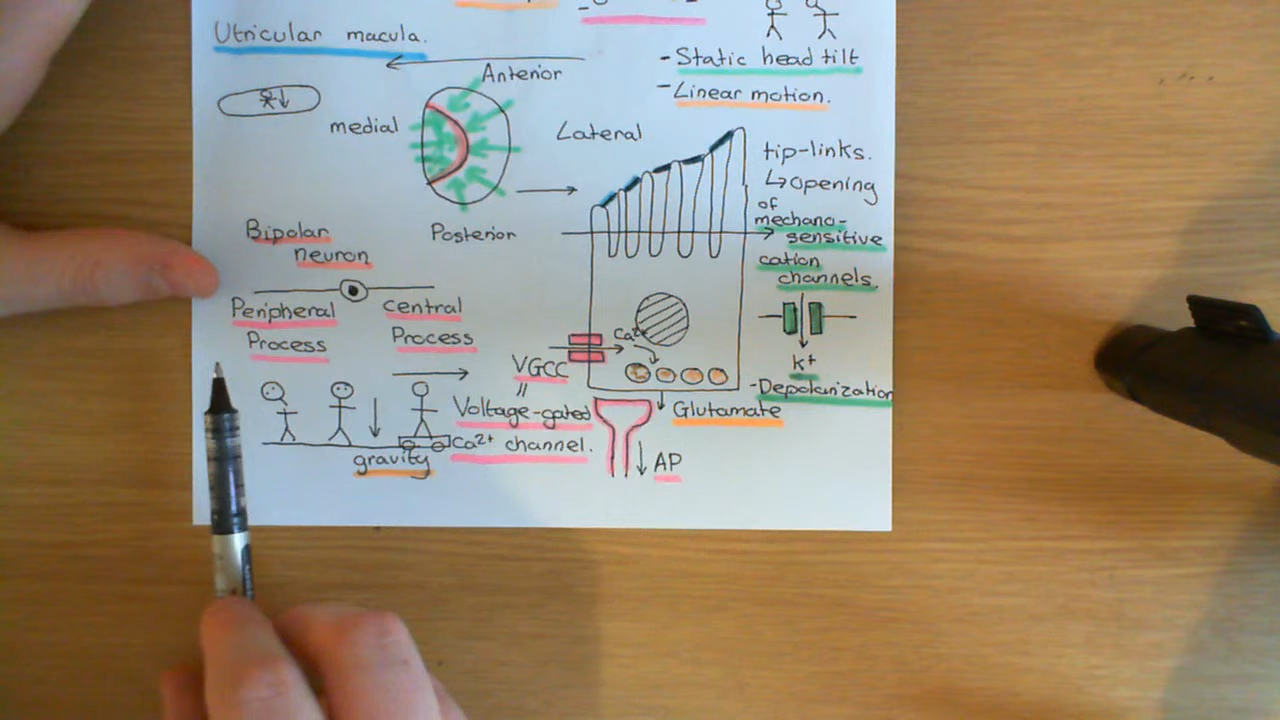 Utricular macula.
Anterior
medial
Lateral
Posterior
- Static head tilt
- Linear motion.
tip-links.
↳opening
of
mechano-
sensitive
cation
channels.
K+
-Depolarization
Bipolar
neuron
Peripheral
Process
central
Process
Ca2+
VGCC
=
Voltage-gated
Ca2+ channel.
Glutamate
AP
gravity